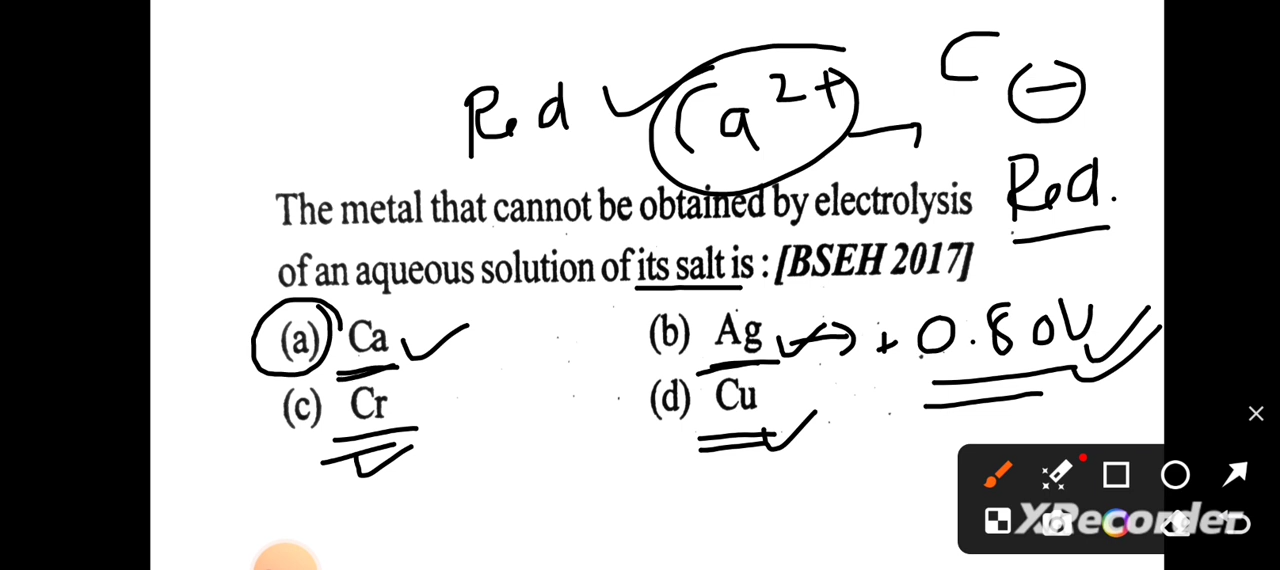 C ⊖
Red ✓ Ca²⁺ →
Red.
The metal that cannot be obtained by electrolysis
of an aqueous solution of its salt is : [BSEH 2017]
(a) Ca ✓ (b) Ag → + 0.80V ✓
(c) Cr (d) Cu ✓
XRecorder